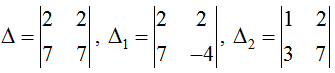 Δ = |2 2; 7 7|, Δ₁ = |2 2; 7 −4|, Δ₂ = |1 2; 3 7|